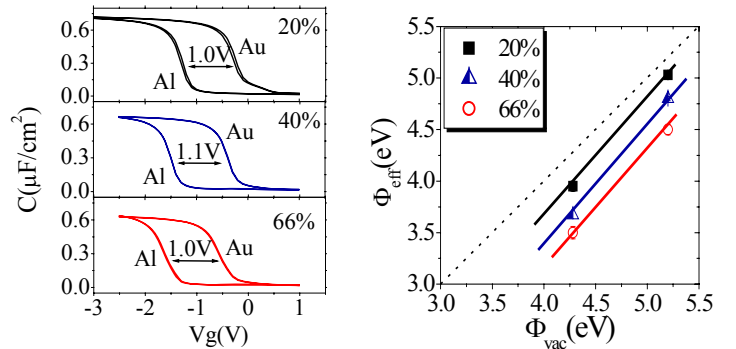 20%
Au
1.0V
Al
0.6
0.3
0.0
40%
Au
1.1V
Al
0.6
0.3
0.0
66%
Au
1.0V
Al
0.6
0.3
0.0
C(μF/cm²)
-3 -2 -1 0 1
Vg(V)
20%
40%
66%
5.0
4.5
4.0
3.5
3.0
Φeff(eV)
3.0 3.5 4.0 4.5 5.0 5.5
Φvac(eV)